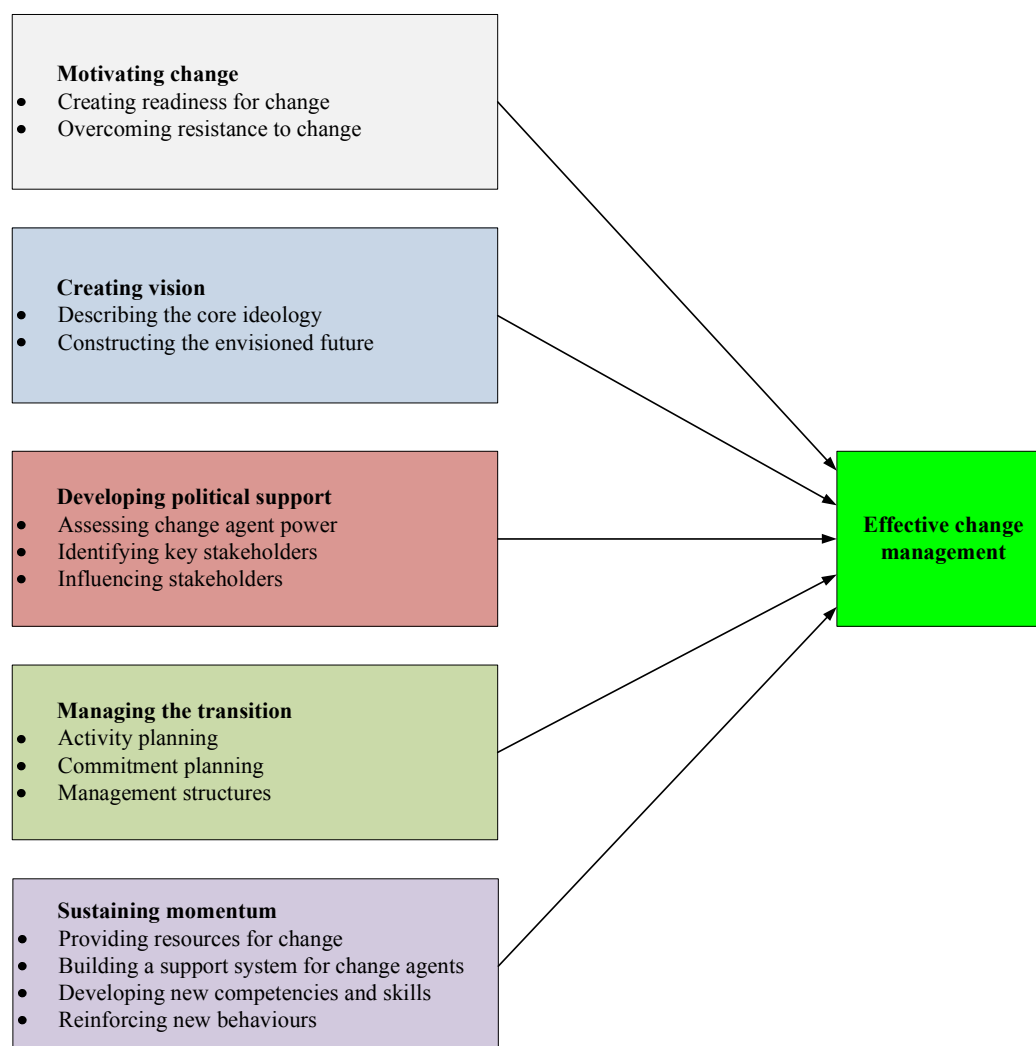 Motivating change
• Creating readiness for change
• Overcoming resistance to change
Creating vision
• Describing the core ideology
• Constructing the envisioned future
Developing political support
• Assessing change agent power
• Identifying key stakeholders
• Influencing stakeholders
Effective change
management
Managing the transition
• Activity planning
• Commitment planning
• Management structures
Sustaining momentum
• Providing resources for change
• Building a support system for change agents
• Developing new competencies and skills
• Reinforcing new behaviours